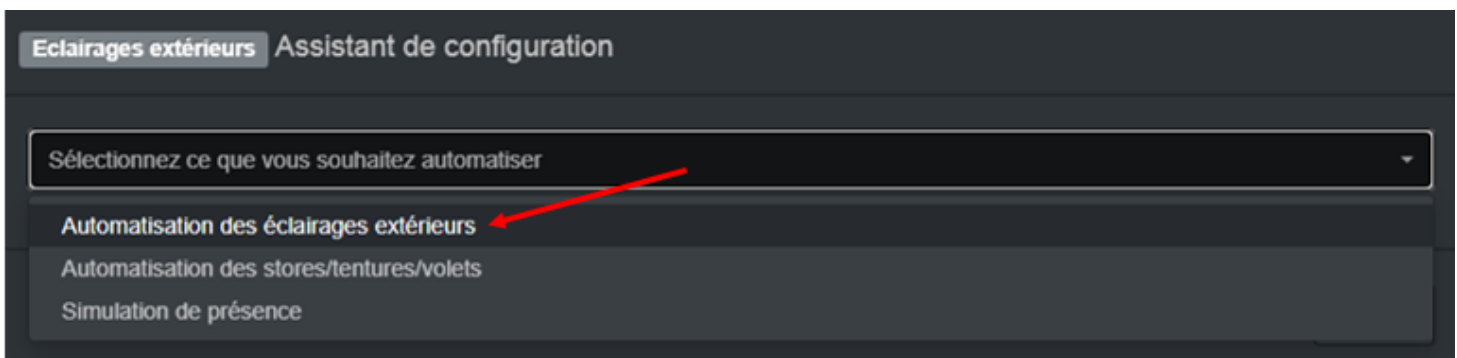 Eclairages extérieurs Assistant de configuration
Sélectionnez ce que vous souhaitez automatiser
Automatisation des éclairages extérieurs
Automatisation des stores/tentures/volets
Simulation de présence